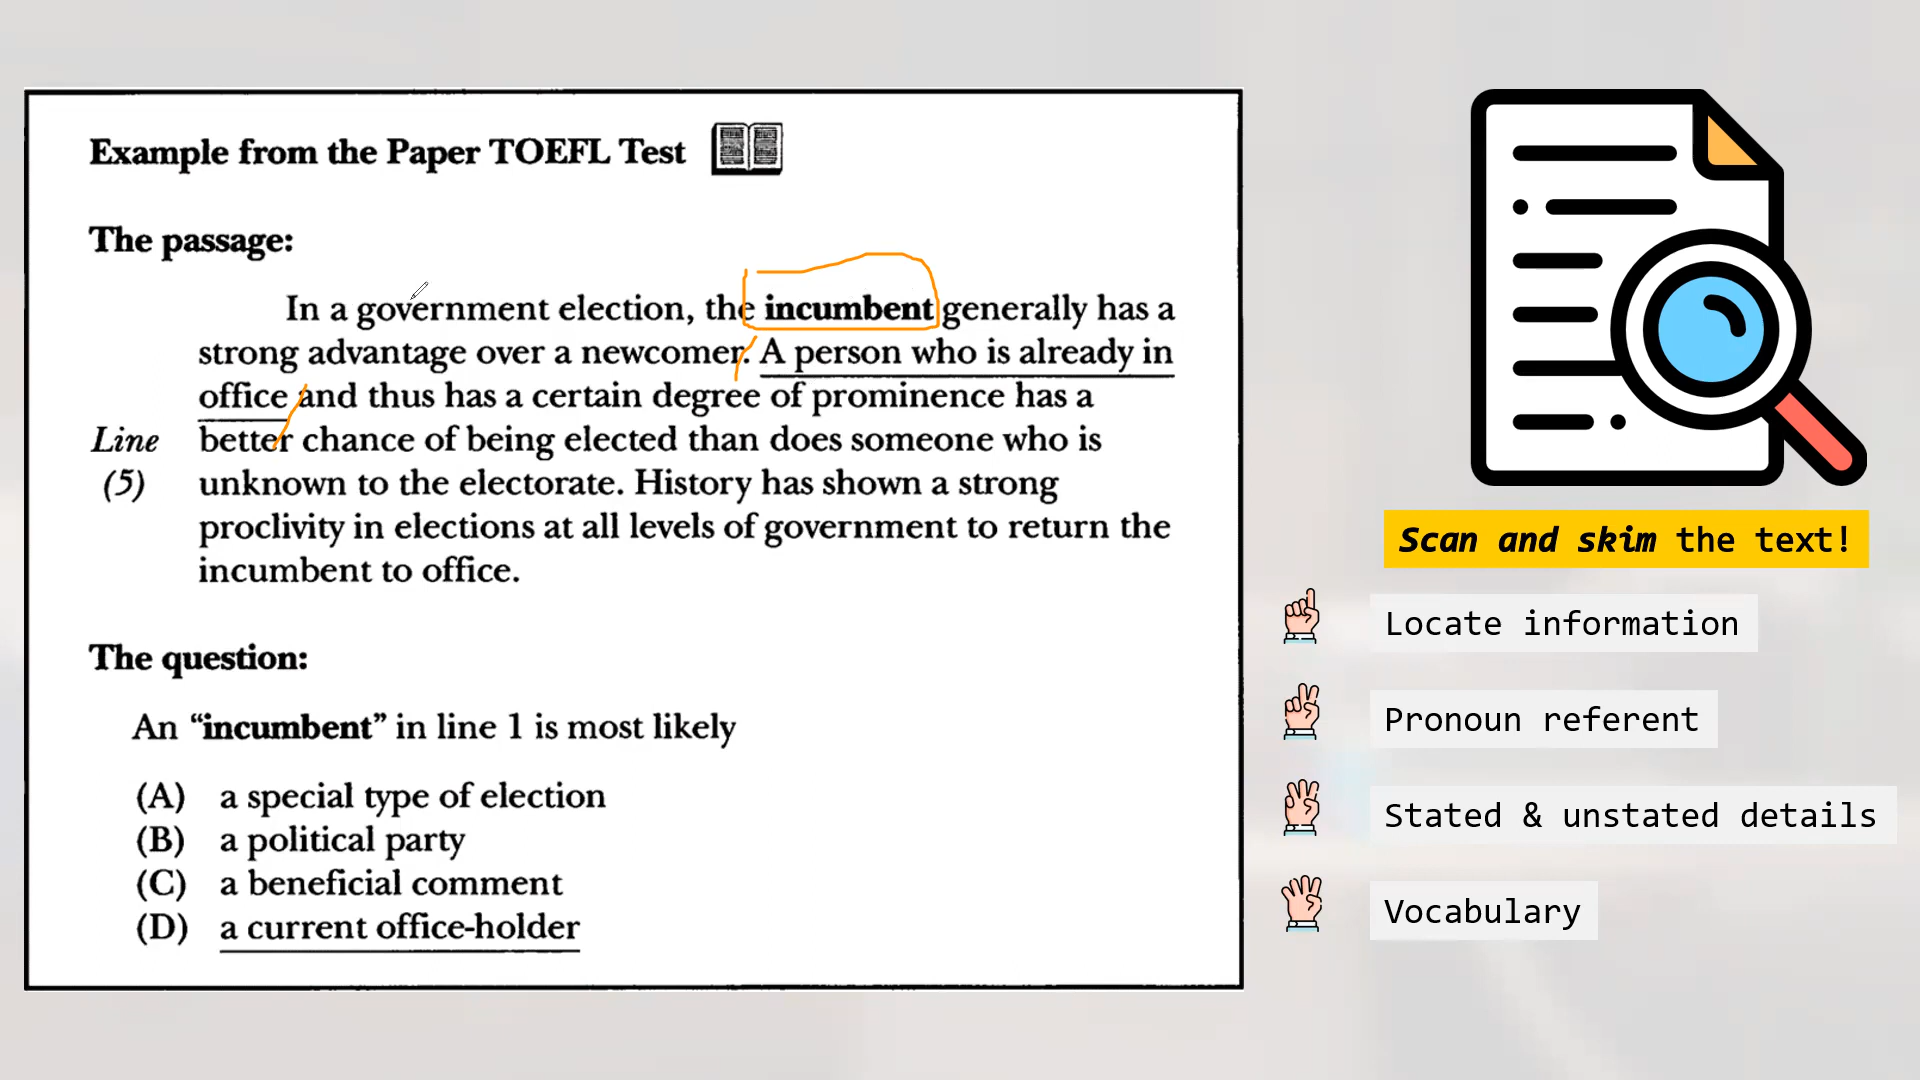 Example from the Paper TOEFL Test
The passage:
In a government election, the incumbent generally has a
strong advantage over a newcomer. A person who is already in
office and thus has a certain degree of prominence has a
Line better chance of being elected than does someone who is
(5) unknown to the electorate. History has shown a strong
proclivity in elections at all levels of government to return the
incumbent to office.
The question:
An “incumbent” in line 1 is most likely
(A) a special type of election
(B) a political party
(C) a beneficial comment
(D) a current office-holder
Scan and skim the text!
Locate information
Pronoun referent
Stated & unstated details
Vocabulary